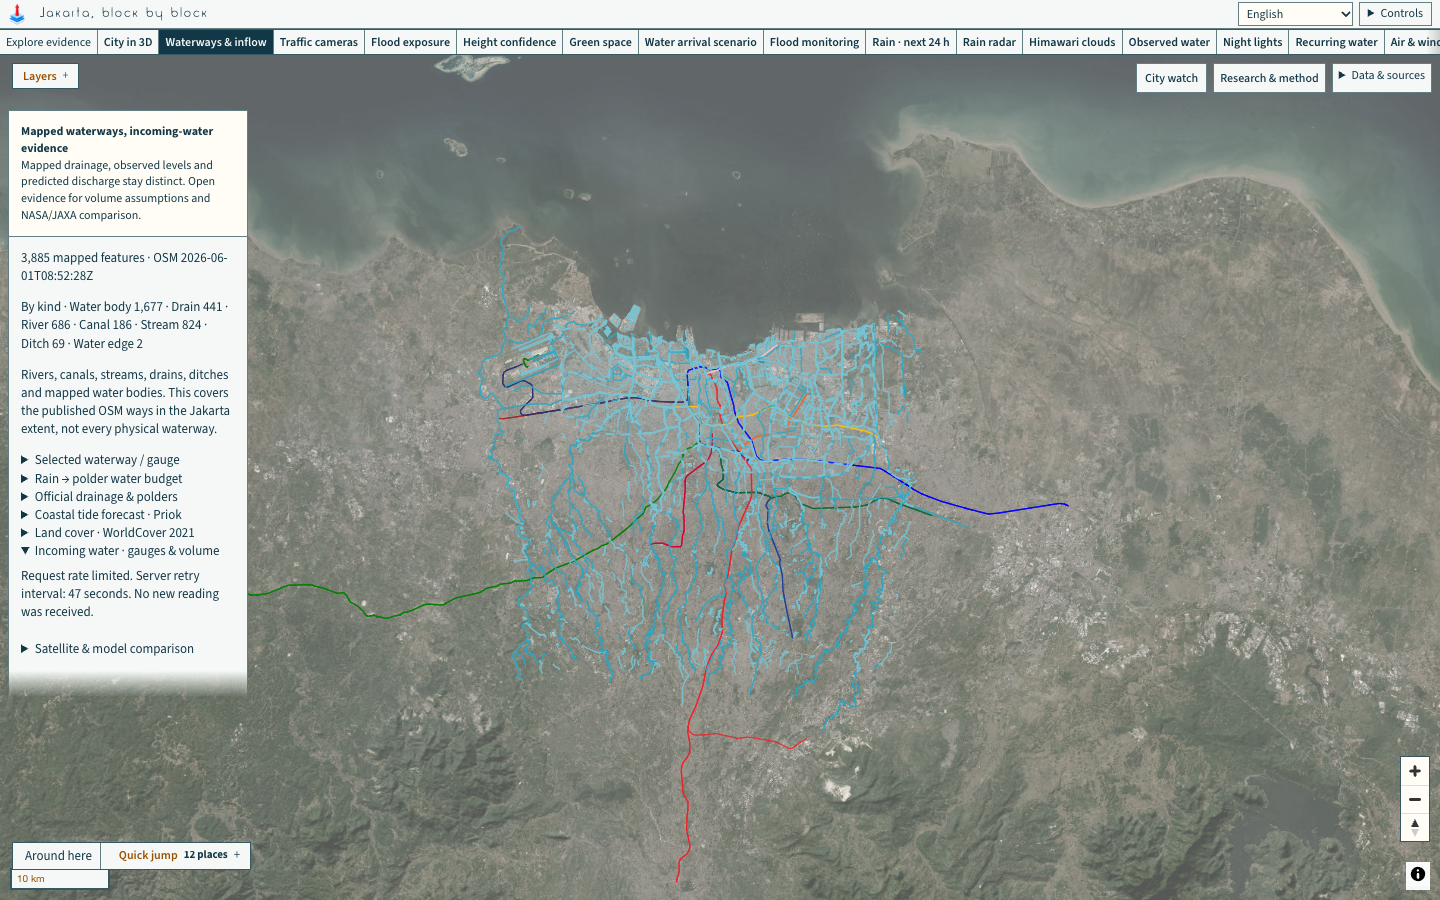 Jakarta, block by block
English
▶ Controls
Explore evidence
City in 3D
Waterways & inflow
Traffic cameras
Flood exposure
Height confidence
Green space
Water arrival scenario
Flood monitoring
Rain · next 24 h
Rain radar
Himawari clouds
Observed water
Night lights
Recurring water
Air & wind
Layers +
City watch
Research & method
▶ Data & sources
Mapped waterways, incoming-water
evidence
Mapped drainage, observed levels and
predicted discharge stay distinct. Open
evidence for volume assumptions and
NASA/JAXA comparison.
3,885 mapped features · OSM 2026-06-
01T08:52:28Z
By kind · Water body 1,677 · Drain 441 ·
River 686 · Canal 186 · Stream 824 ·
Ditch 69 · Water edge 2
Rivers, canals, streams, drains, ditches
and mapped water bodies. This covers
the published OSM ways in the Jakarta
extent, not every physical waterway.
▶ Selected waterway / gauge
▶ Rain → polder water budget
▶ Official drainage & polders
▶ Coastal tide forecast · Priok
▶ Land cover · WorldCover 2021
▼ Incoming water · gauges & volume
Request rate limited. Server retry
interval: 47 seconds. No new reading
was received.
▶ Satellite & model comparison
Around here
Quick jump 12 places +
10 km